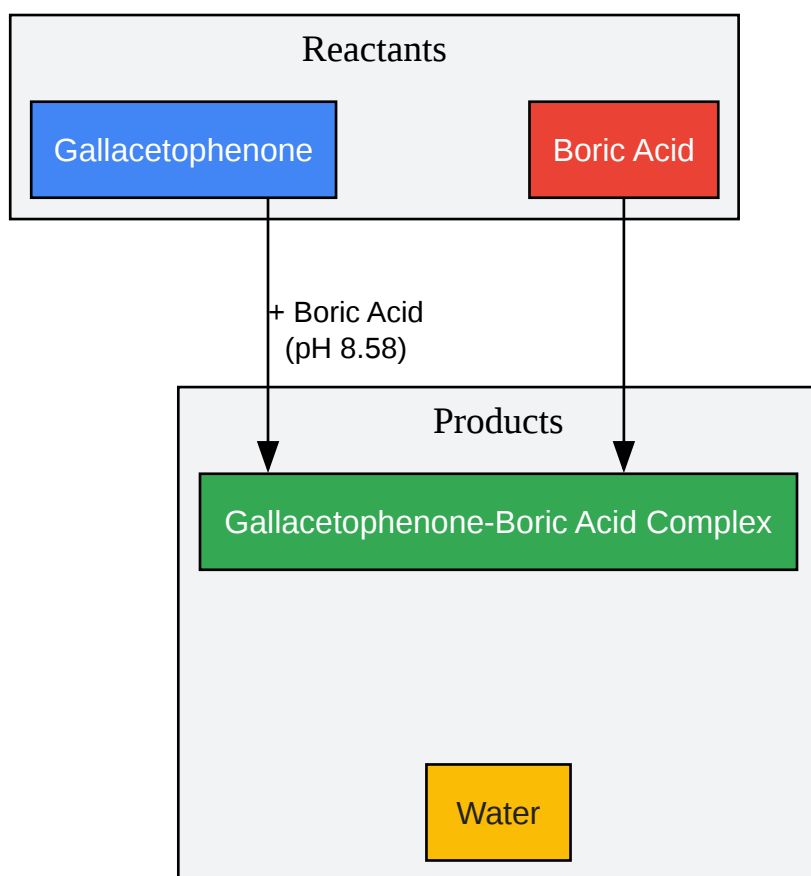 Reactants
Gallacetophenone
Boric Acid
+ Boric Acid
(pH 8.58)
Products
Gallacetophenone-Boric Acid Complex
Water